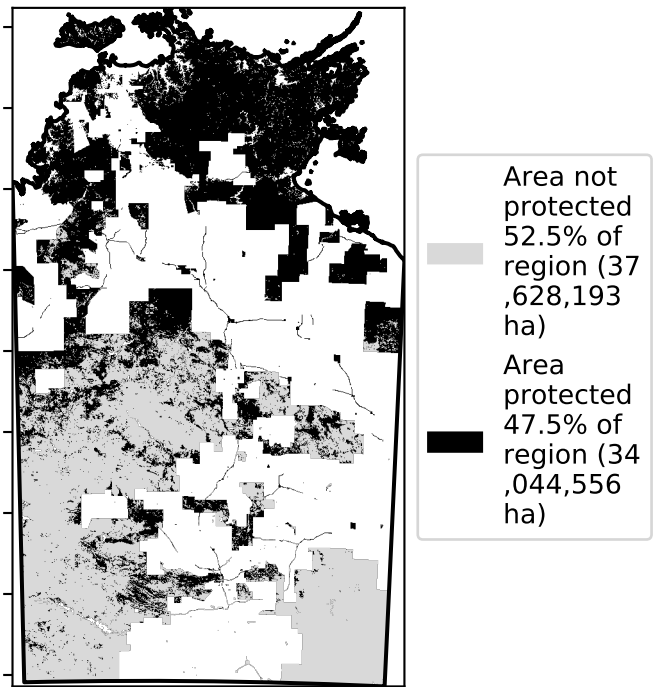 Area not
protected
52.5% of
region (37
,628,193
ha)
Area
protected
47.5% of
region (34
,044,556
ha)